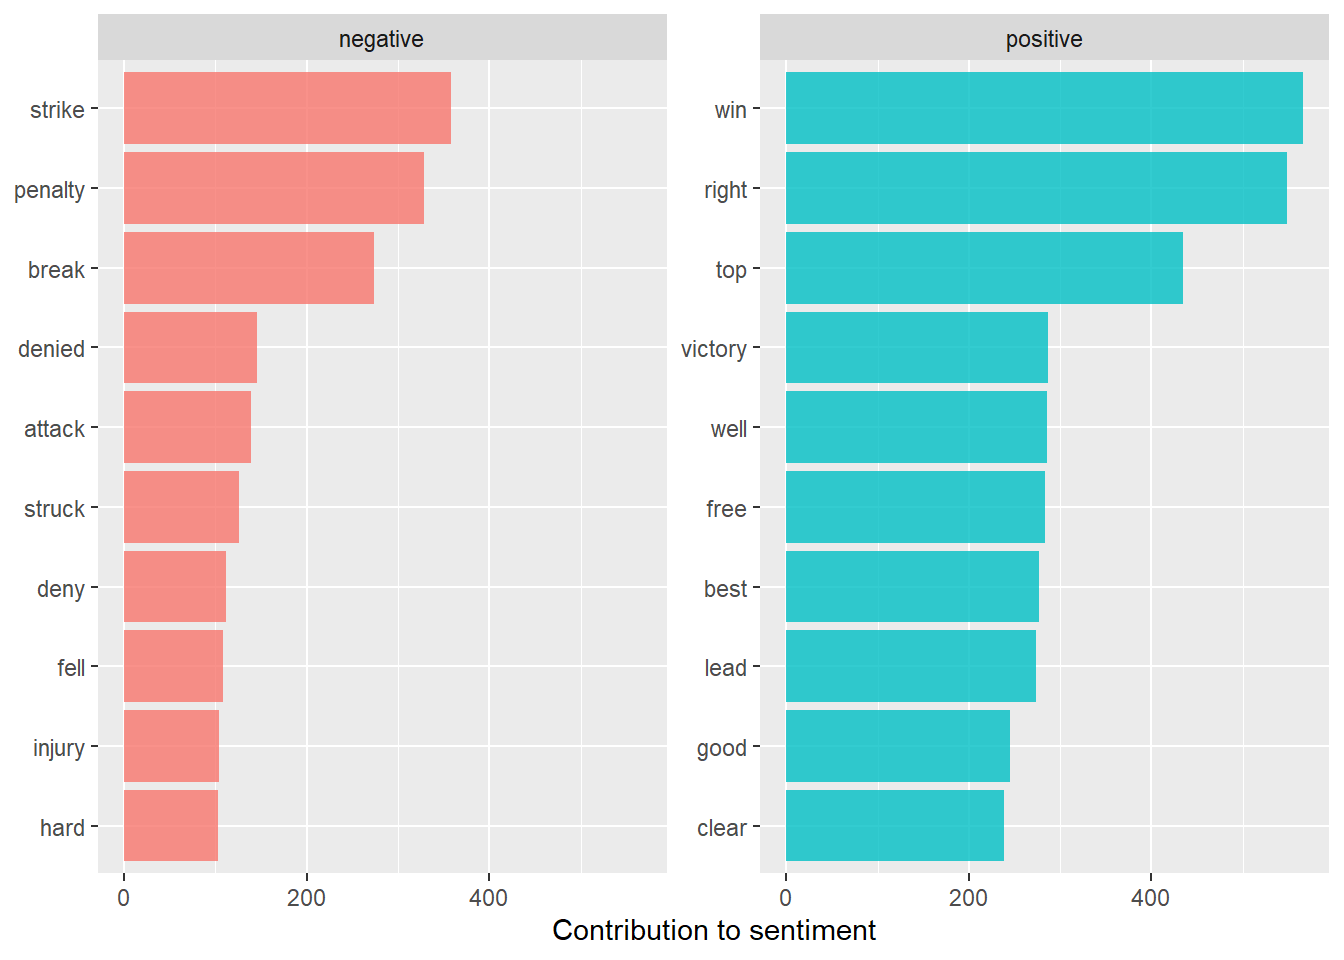 negative
strike
penalty
break
denied
attack
struck
deny
fell
injury
hard
0 200 400
positive
win
right
top
victory
well
free
best
lead
good
clear
0 200 400
Contribution to sentiment